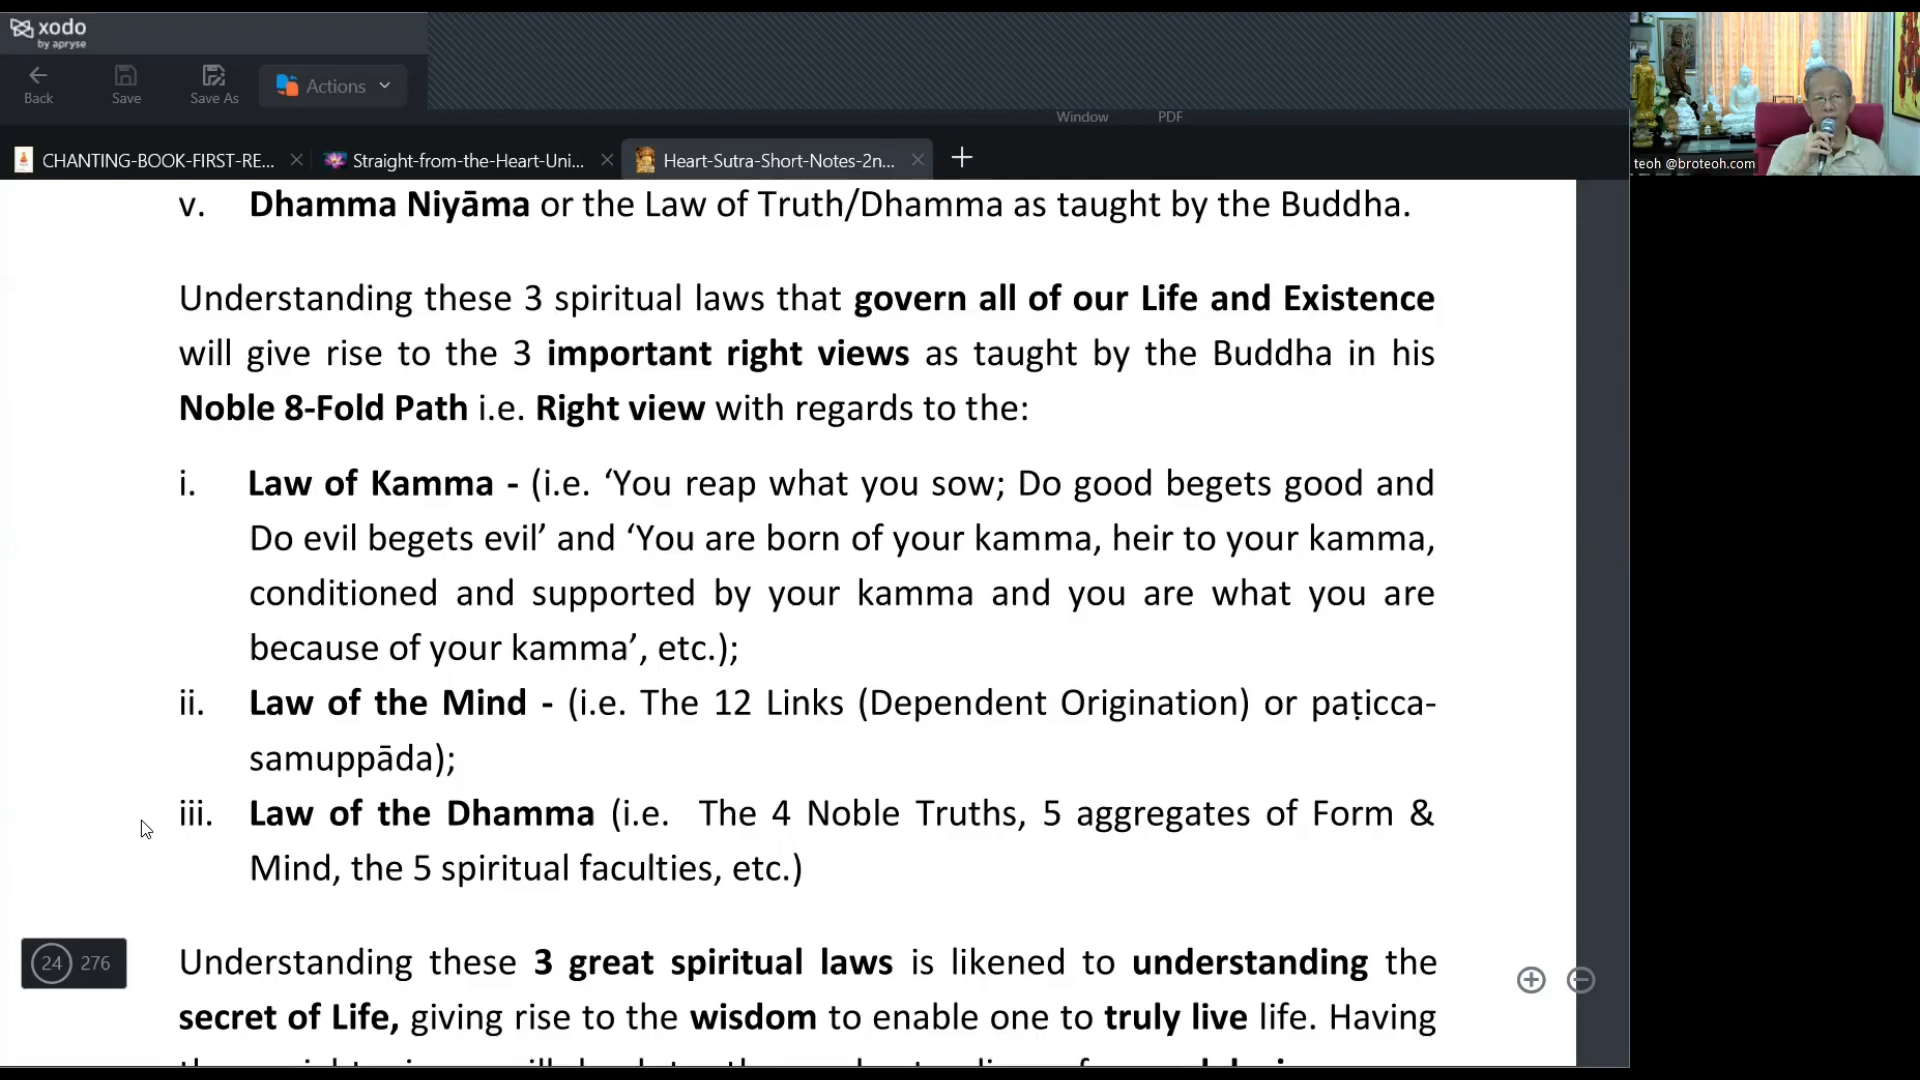 xodo
by apryse
Back
Save
Save As
Actions
Window
PDF
CHANTING-BOOK-FIRST-RE...
Straight-from-the-Heart-Uni...
Heart-Sutra-Short-Notes-2n...
teoh @broteoh.com
v. Dhamma Niyāma or the Law of Truth/Dhamma as taught by the Buddha.
Understanding these 3 spiritual laws that govern all of our Life and Existence
will give rise to the 3 important right views as taught by the Buddha in his
Noble 8-Fold Path i.e. Right view with regards to the:
i. Law of Kamma - (i.e. ‘You reap what you sow; Do good begets good and
Do evil begets evil’ and ‘You are born of your kamma, heir to your kamma,
conditioned and supported by your kamma and you are what you are
because of your kamma’, etc.);
ii. Law of the Mind - (i.e. The 12 Links (Dependent Origination) or paṭicca-
samuppāda);
iii. Law of the Dhamma (i.e. The 4 Noble Truths, 5 aggregates of Form &
Mind, the 5 spiritual faculties, etc.)
24 276
Understanding these 3 great spiritual laws is likened to understanding the
secret of Life, giving rise to the wisdom to enable one to truly live life. Having